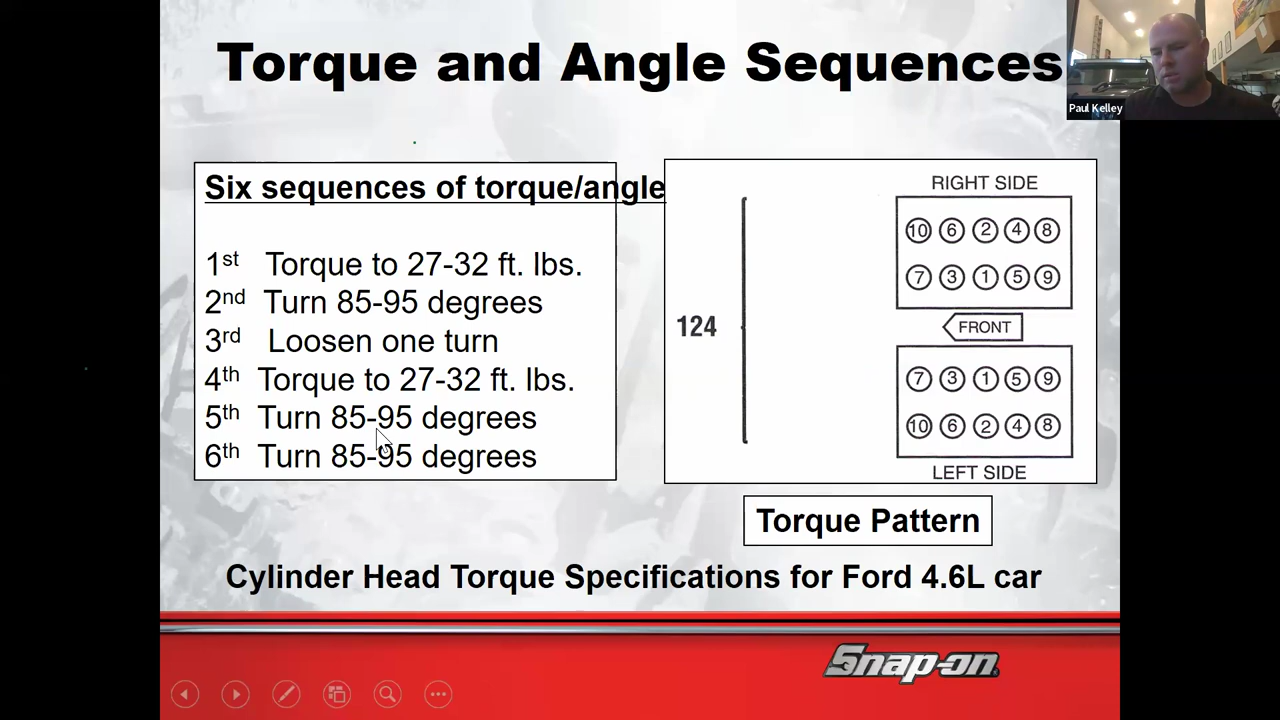 Torque and Angle Sequences
Paul Kelley
Six sequences of torque/angle
1st Torque to 27-32 ft. lbs.
2nd Turn 85-95 degrees
3rd Loosen one turn
4th Torque to 27-32 ft. lbs.
5th Turn 85-95 degrees
6th Turn 85-95 degrees
RIGHT SIDE
10 6 2 4 8
7 3 1 5 9
124
FRONT
7 3 1 5 9
10 6 2 4 8
LEFT SIDE
Torque Pattern
Cylinder Head Torque Specifications for Ford 4.6L car
Snap-on